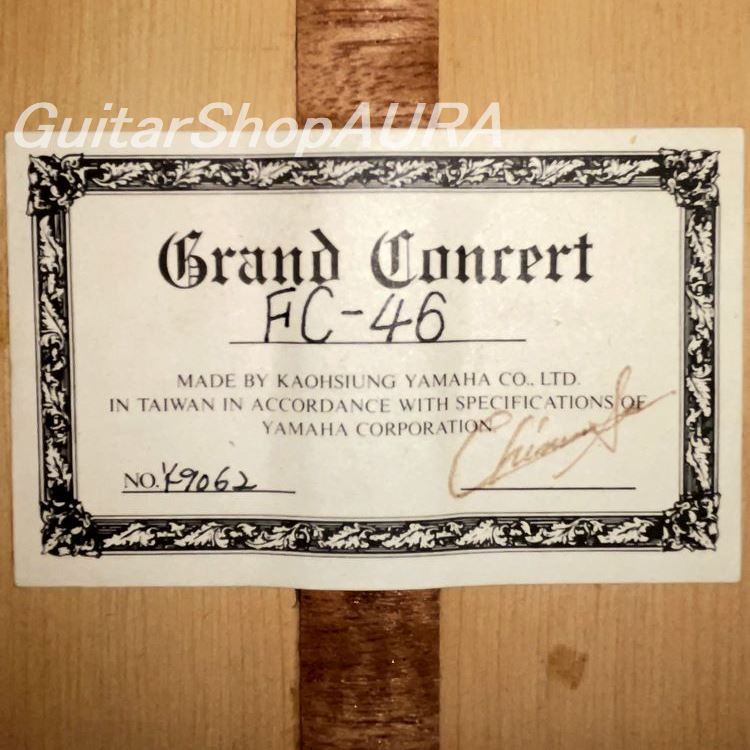 GuitarShopAURA
Grand Concert
FC-46
MADE BY KAOHSIUNG YAMAHA CO., LTD.
IN TAIWAN IN ACCORDANCE WITH SPECIFICATIONS OF
YAMAHA CORPORATION.
NO. K9062